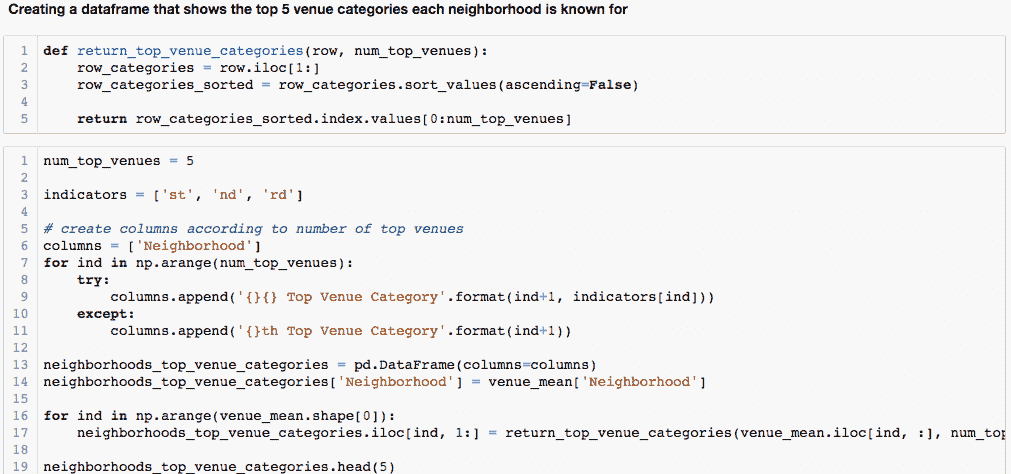 Creating a dataframe that shows the top 5 venue categories each neighborhood is known for
1 def return_top_venue_categories(row, num_top_venues):
2     row_categories = row.iloc[1:]
3     row_categories_sorted = row_categories.sort_values(ascending=False)
4
5     return row_categories_sorted.index.values[0:num_top_venues]
1 num_top_venues = 5
2
3 indicators = ['st', 'nd', 'rd']
4
5 # create columns according to number of top venues
6 columns = ['Neighborhood']
7 for ind in np.arange(num_top_venues):
8     try:
9         columns.append('{}{} Top Venue Category'.format(ind+1, indicators[ind]))
10     except:
11         columns.append('{}th Top Venue Category'.format(ind+1))
12
13 neighborhoods_top_venue_categories = pd.DataFrame(columns=columns)
14 neighborhoods_top_venue_categories['Neighborhood'] = venue_mean['Neighborhood']
15
16 for ind in np.arange(venue_mean.shape[0]):
17     neighborhoods_top_venue_categories.iloc[ind, 1:] = return_top_venue_categories(venue_mean.iloc[ind, :], num_top
18
19 neighborhoods_top_venue_categories.head(5)